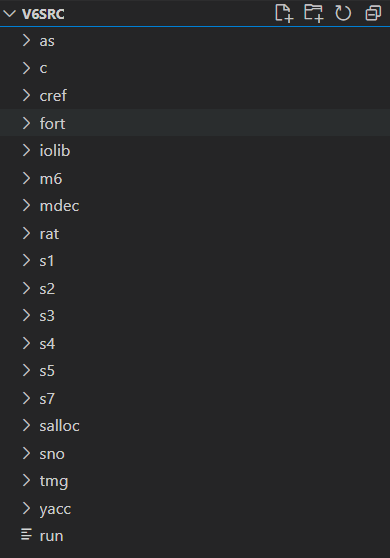 V6SRC
as
c
cref
fort
iolib
m6
mdec
rat
s1
s2
s3
s4
s5
s7
salloc
sno
tmg
yacc
run